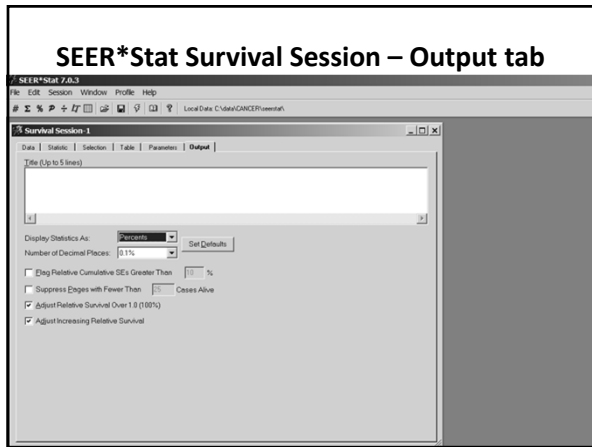 SEER*Stat Survival Session – Output tab
SEER*Stat 7.0.3
File Edit Session Window Profile Help
Local Data: C:\data\CANCER\seerstat\
Survival Session-1
Data Statistic Selection Table Parameters Output
Title (Up to 5 lines)
Display Statistics As: Percents
Set Defaults
Number of Decimal Places: 0.1%
Flag Relative Cumulative SEs Greater Than 10 %
Suppress Pages with Fewer Than 25 Cases Alive
Adjust Relative Survival Over 1.0 (100%)
Adjust Increasing Relative Survival